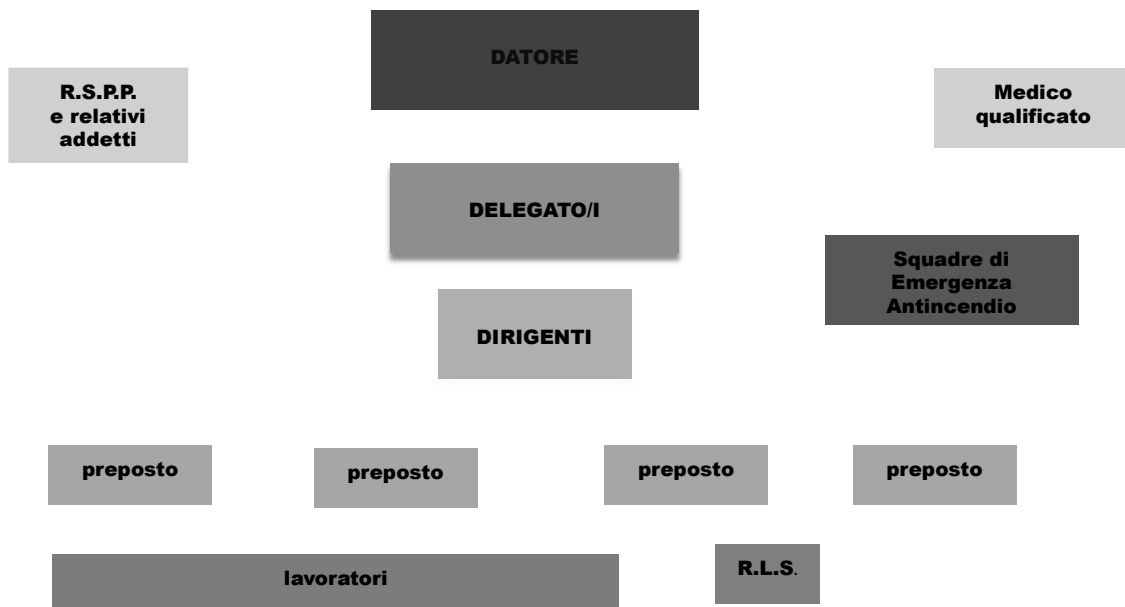 DATORE
R.S.P.P.
e relativi
addetti
Medico
qualificato
DELEGATO/I
Squadre di
Emergenza
Antincendio
DIRIGENTI
preposto
preposto
preposto
preposto
lavoratori
R.L.S.